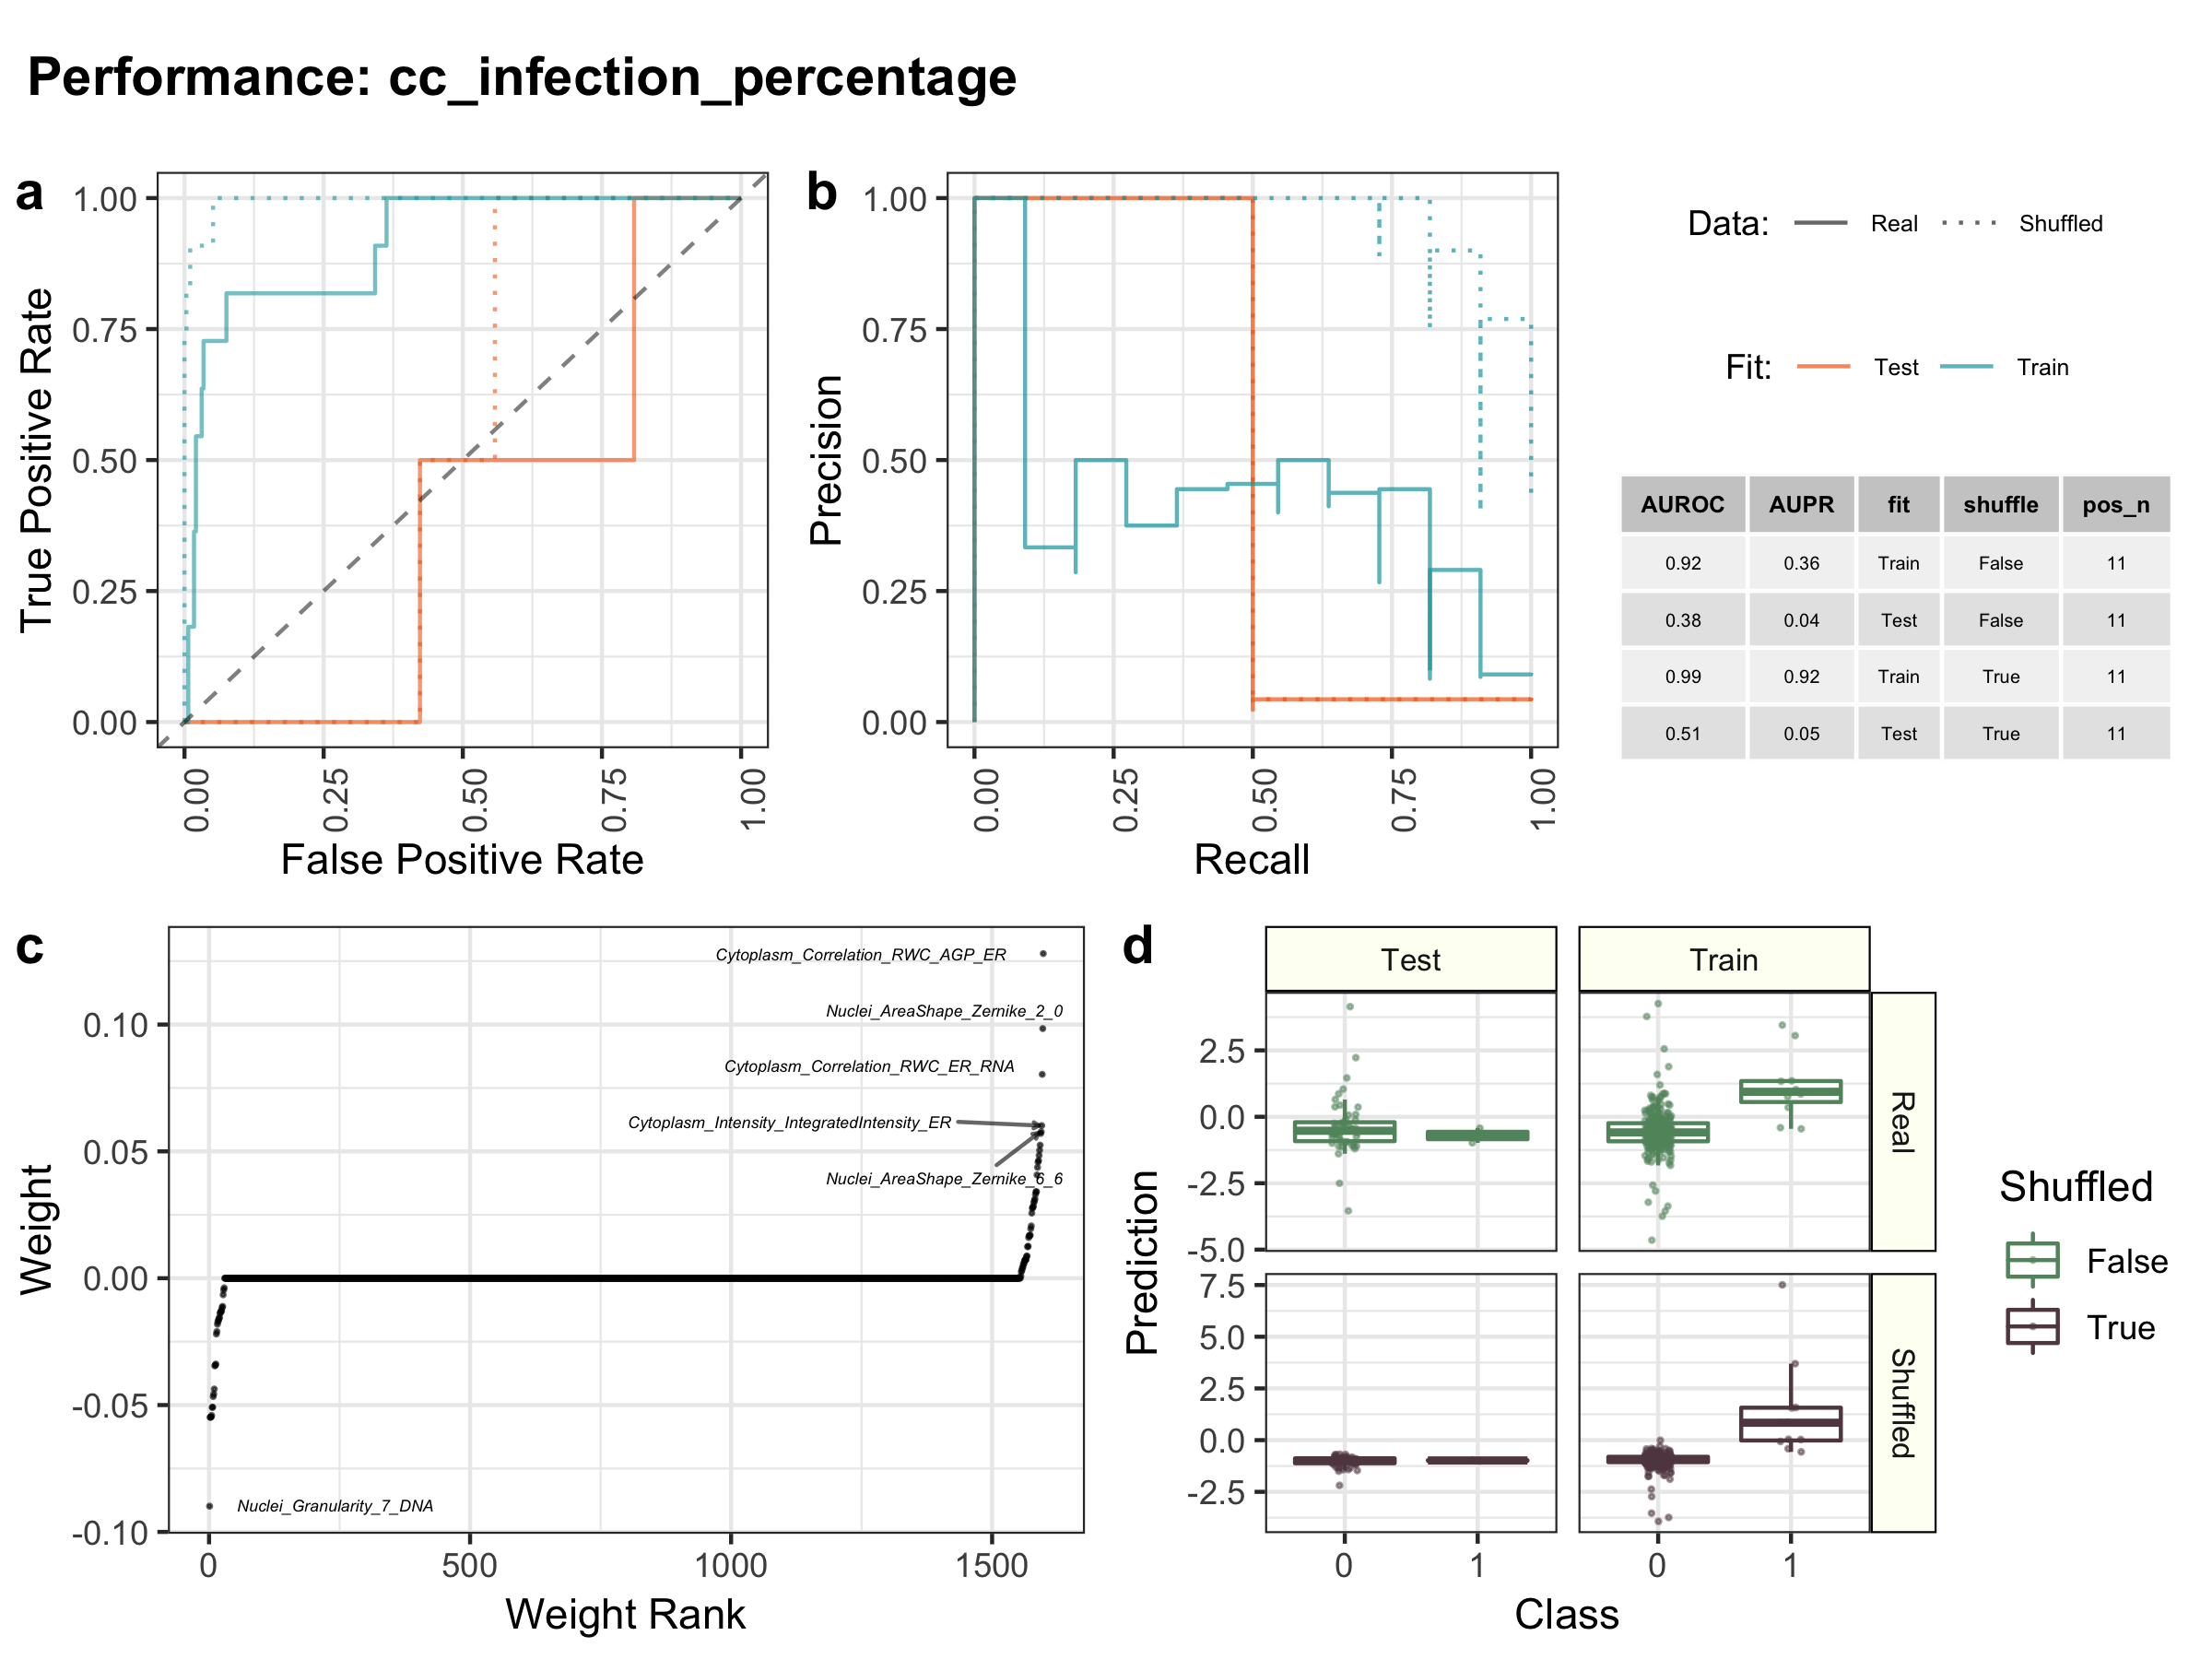 Performance: cc_infection_percentage
a
1.00
0.75
0.50
0.25
0.00
True Positive Rate
0.00
0.25
0.50
0.75
1.00
False Positive Rate
b
1.00
0.75
0.50
0.25
0.00
Precision
0.00
0.25
0.50
0.75
1.00
Recall
Data: Real Shuffled
Fit: Test Train
AUROC AUPR fit shuffle pos_n
0.92 0.36 Train False 11
0.38 0.04 Test False 11
0.99 0.92 Train True 11
0.51 0.05 Test True 11
c
Cytoplasm_Correlation_RWC_AGP_ER
Nuclei_AreaShape_Zernike_2_0
Cytoplasm_Correlation_RWC_ER_RNA
Cytoplasm_Intensity_IntegratedIntensity_ER
Nuclei_AreaShape_Zernike_6_6
Nuclei_Granularity_7_DNA
0.10
0.05
0.00
-0.05
-0.10
Weight
0
500
1000
1500
Weight Rank
d
Test
Train
Real
Shuffled
2.5
0.0
-2.5
-5.0
7.5
5.0
2.5
0.0
-2.5
Prediction
0
1
0
1
Class
Shuffled
False
True